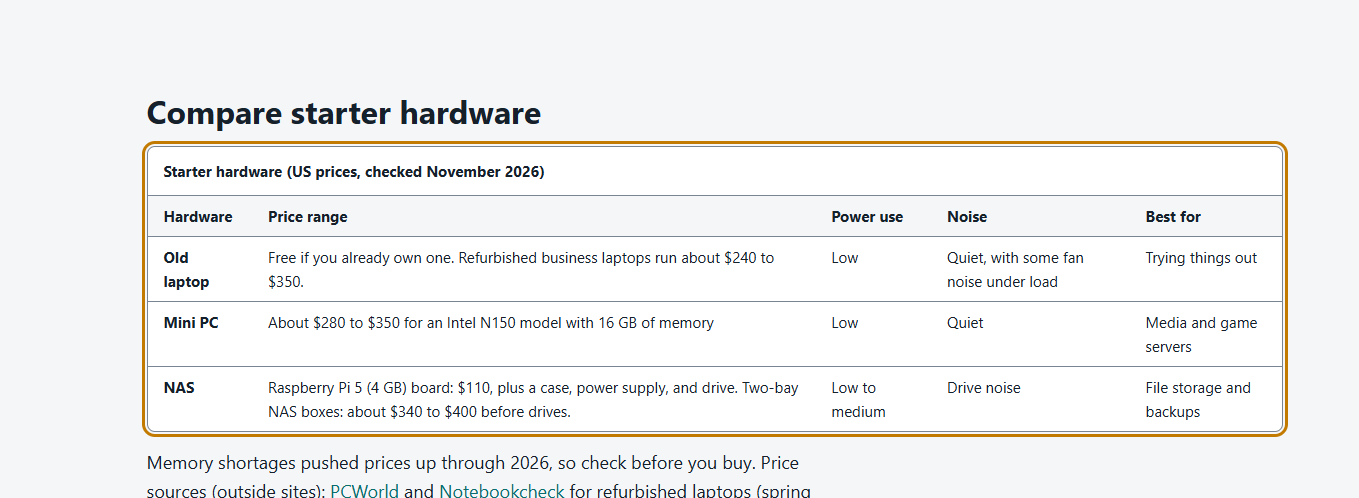 Compare starter hardware
Starter hardware (US prices, checked November 2026)
Hardware Price range Power use Noise Best for
Old laptop Free if you already own one. Refurbished business laptops run about $240 to $350. Low Quiet, with some fan noise under load Trying things out
Mini PC About $280 to $350 for an Intel N150 model with 16 GB of memory Low Quiet Media and game servers
NAS Raspberry Pi 5 (4 GB) board: $110, plus a case, power supply, and drive. Two-bay NAS boxes: about $340 to $400 before drives. Low to medium Drive noise File storage and backups
Memory shortages pushed prices up through 2026, so check before you buy. Price
sources (outside sites): PCWorld and Notebookcheck for refurbished laptops (spring